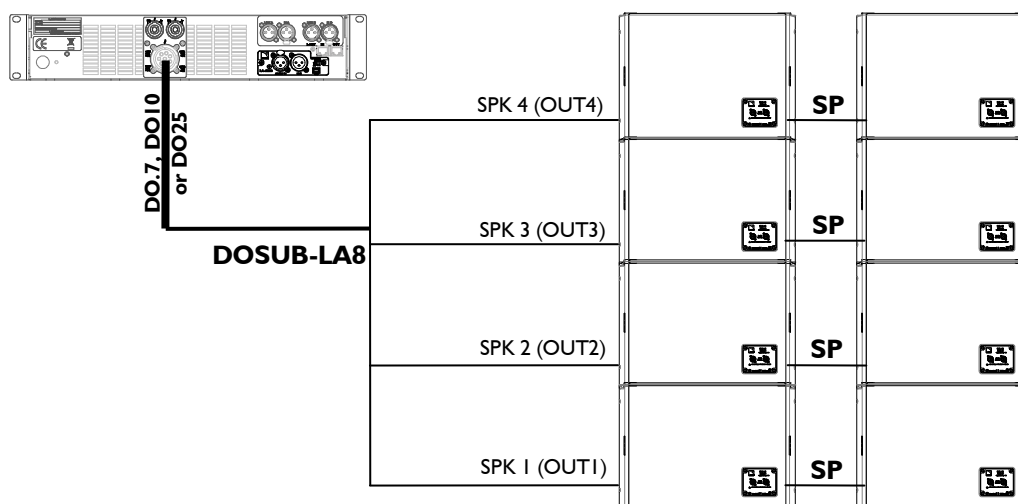 SPK 4 (OUT4)
SP
DO.7, DO10
or DO25
SPK 3 (OUT3)
SP
DOSUB-LA8
SPK 2 (OUT2)
SP
SPK 1 (OUT1)
SP